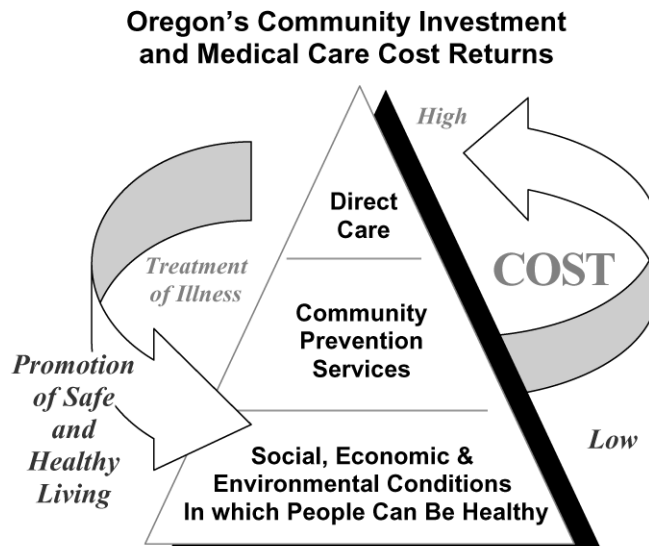 Oregon's Community Investment
and Medical Care Cost Returns
High
Direct
Care
Treatment
of Illness
COST
Community
Prevention
Services
Promotion
of Safe
and
Healthy
Living
Low
Social, Economic &
Environmental Conditions
In which People Can Be Healthy